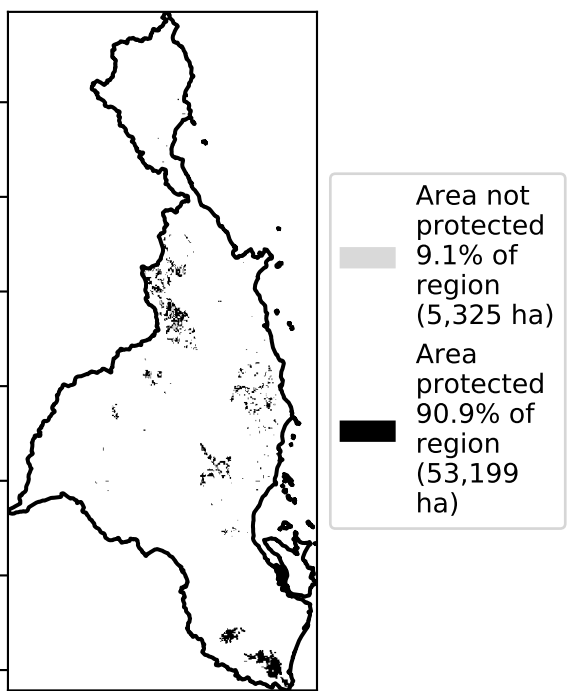 Area not
protected
9.1% of
region
(5,325 ha)
Area
protected
90.9% of
region
(53,199
ha)